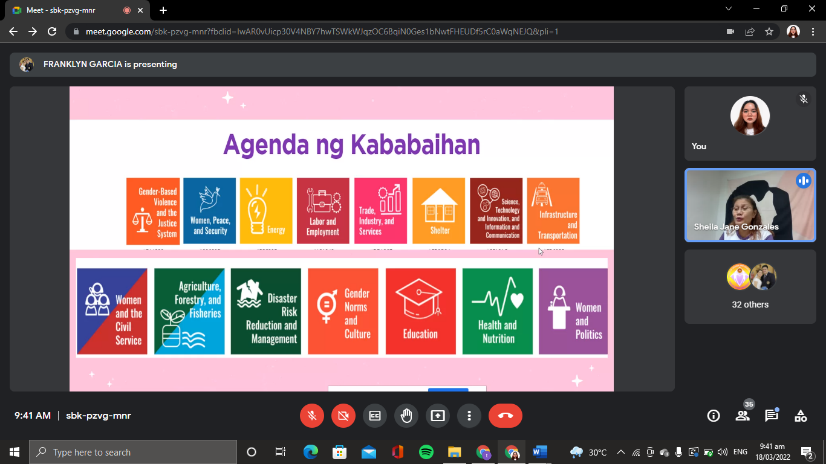 Meet - sbk-pzvg-mnr
meet.google.com/sbk-pzvg-mnr?fbclid=IwAR0vUicp30V4NBY7hwTSWkWJqzOC68qiN0Ges1bNwtFHEUDfSrC0aWqNEJQ&pli=1
FRANKLYN GARCIA is presenting
Agenda ng Kababaihan
Gender-Based
Violence
and the
Justice
System
Women, Peace,
and Security
Energy
Labor and
Employment
Trade,
Industry, and
Services
Shelter
Science,
Technology
and Innovation, and
Information and
Communication
Infrastructure
and
Transportation
Women
and the
Civil
Service
Agriculture,
Forestry, and
Fisheries
Disaster
Risk
Reduction and
Management
Gender
Norms
and
Culture
Education
Health and
Nutrition
Women
and
Politics
You
Sheila Jane Gonzales
32 others
9:41 AM | sbk-pzvg-mnr
35
Type here to search
30°C
ENG
9:41 am
18/03/2022
2